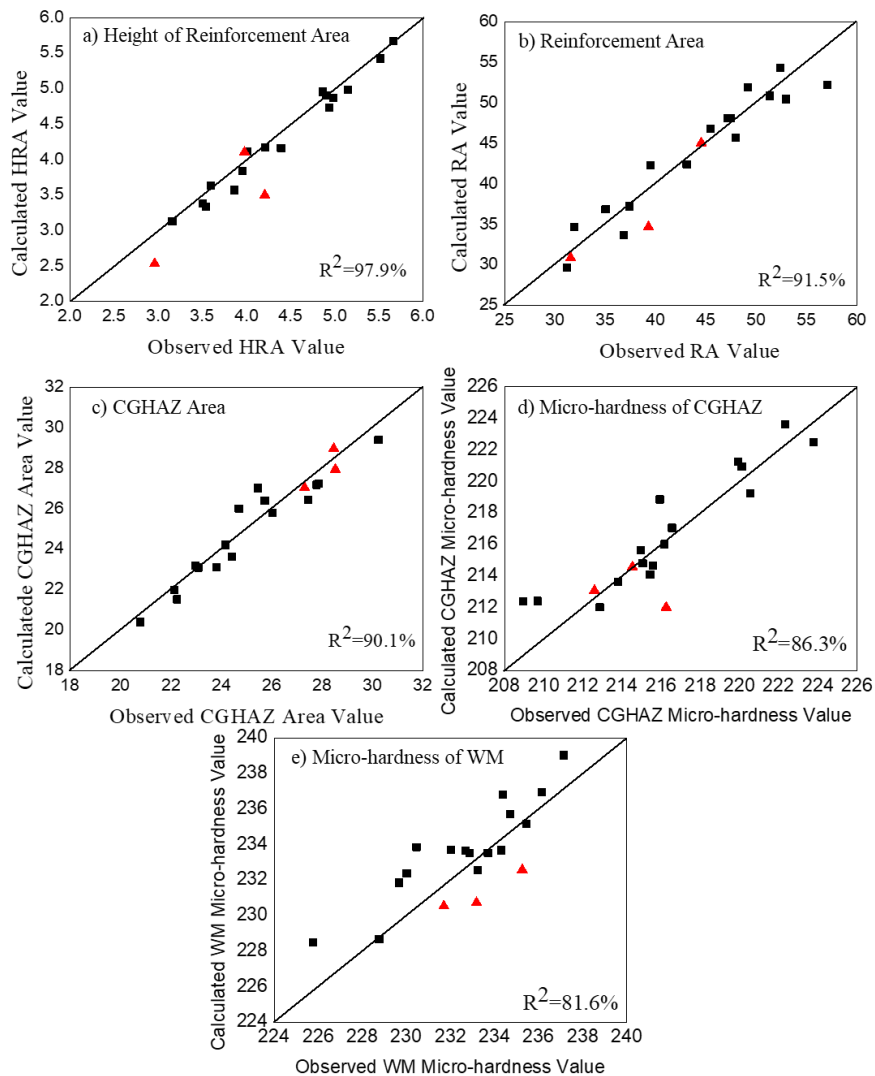 a) Height of Reinforcement Area
Calculated HRA Value
6.0
5.5
5.0
4.5
4.0
3.5
3.0
2.5
2.0
R²=97.9%
2.0 2.5 3.0 3.5 4.0 4.5 5.0 5.5 6.0
Observed HRA Value
b) Reinforcement Area
Calculated RA Value
60
55
50
45
40
35
30
25
R²=91.5%
25 30 35 40 45 50 55 60
Observed RA Value
c) CGHAZ Area
Calculatede CGHAZ Area Value
32
30
28
26
24
22
20
18
R²=90.1%
18 20 22 24 26 28 30 32
Observed CGHAZ Area Value
d) Micro-hardness of CGHAZ
Calculated CGHAZ Micro-hardness Value
226
224
222
220
218
216
214
212
210
208
R²=86.3%
208 210 212 214 216 218 220 222 224 226
Observed CGHAZ Micro-hardness Value
e) Micro-hardness of WM
Calculated WM Micro-hardness Value
240
238
236
234
232
230
228
226
224
R²=81.6%
224 226 228 230 232 234 236 238 240
Observed WM Micro-hardness Value